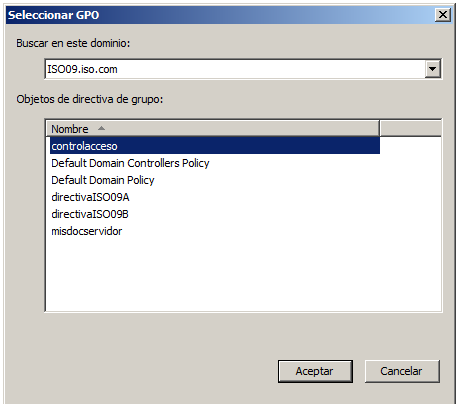 Seleccionar GPO
Buscar en este dominio:
ISO09.iso.com
Objetos de directiva de grupo:
Nombre
controlacceso
Default Domain Controllers Policy
Default Domain Policy
directivaISO09A
directivaISO09B
misdocservidor
Aceptar
Cancelar